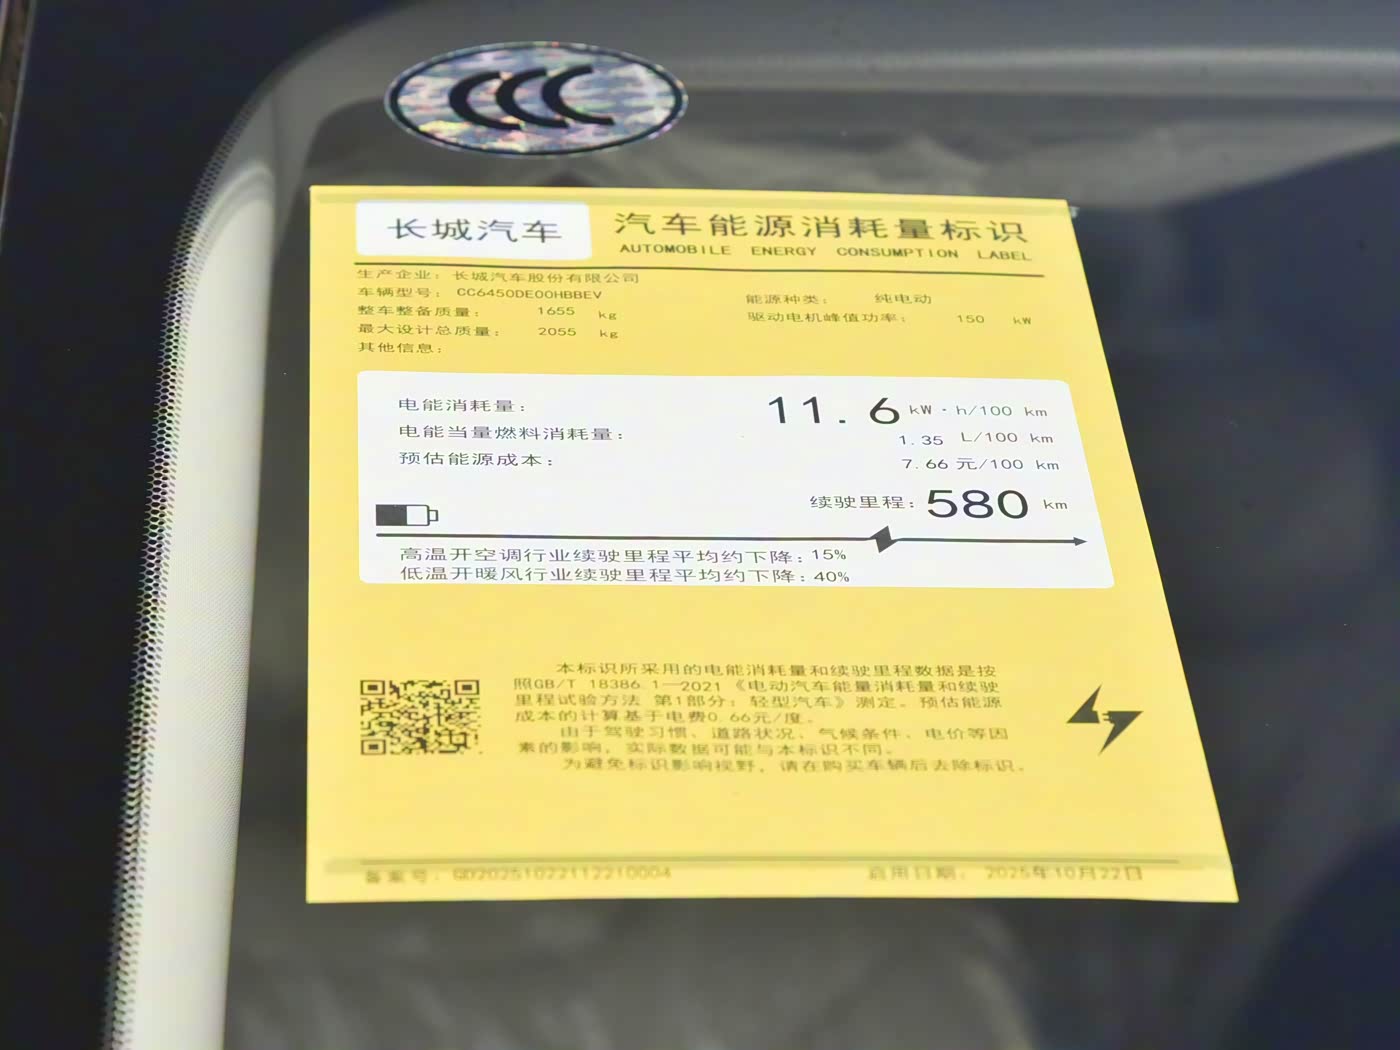 CCC
长城汽车 汽车能源消耗量标识
AUTOMOBILE ENERGY CONSUMPTION LABEL
生产企业：长城汽车股份有限公司
车辆型号：CC6450DE00HBBEV
能源种类：纯电动
整车整备质量：1655 kg
驱动电机峰值功率：150 kW
最大设计总质量：2055 kg
其他信息：
电能消耗量：11.6 kW·h/100 km
电能当量燃料消耗量：1.35 L/100 km
预估能源成本：7.66 元/100 km
续驶里程：580 km
高温开空调行业续驶里程平均约下降：15%
低温开暖风行业续驶里程平均约下降：40%
本标识所采用的电能消耗量和续驶里程数据是按
照GB/T 18386.1—2021《电动汽车能量消耗量和续驶
里程试验方法 第1部分：轻型汽车》测定。预估能源
成本的计算基于电费0.66元/度。
由于驾驶习惯、道路状况、气候条件、电价等因
素的影响，实际数据可能与本标识不同。
为避免标识影响视野，请在购买车辆后去除标识。
备案号：GD20251022112210004 启用日期：2025年10月22日